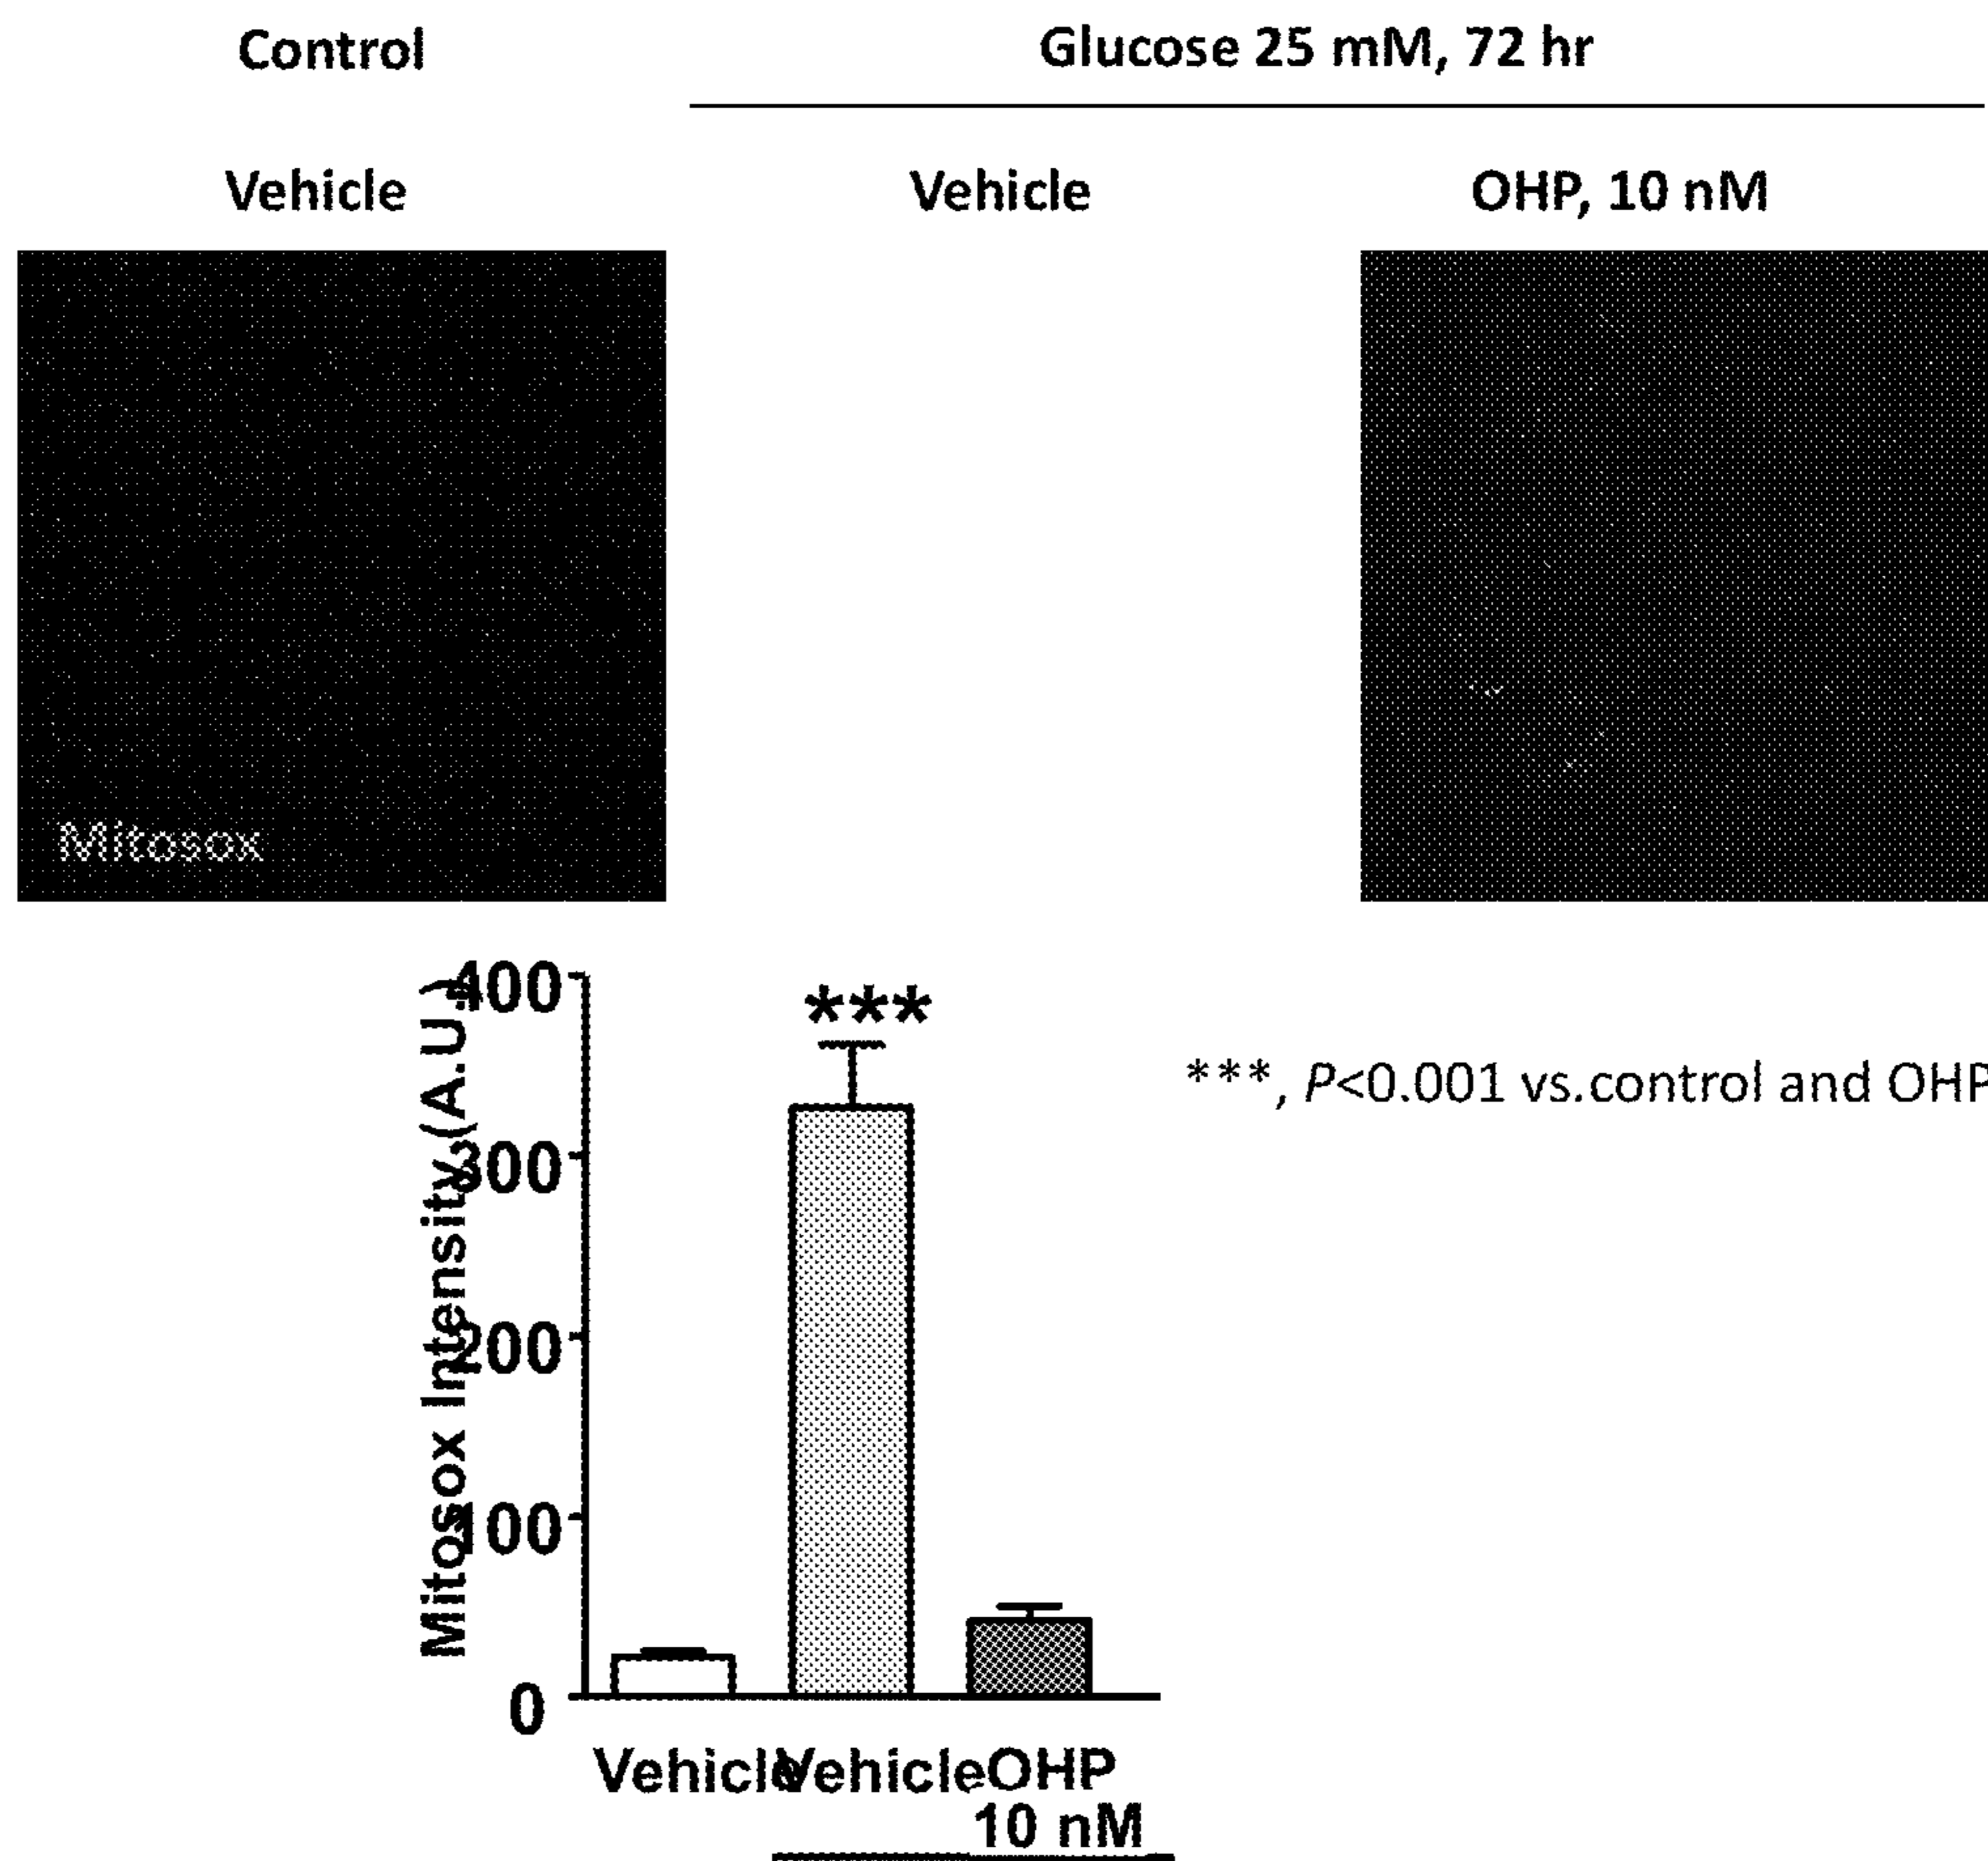 Control
Glucose 25 mM, 72 hr
Vehicle
Vehicle
OHP, 10 nM
Mitosox
Mitosox Intensity,(A.U.)
400
300
200
100
0
***
***, P<0.001 vs.control and OHP
Vehicle
Vehicle
OHP
10 nM